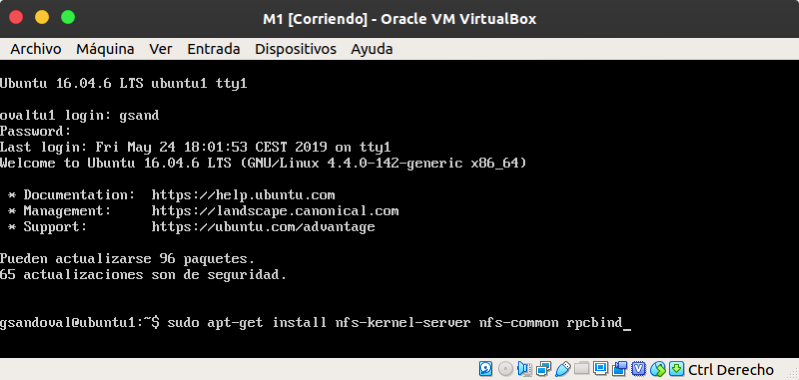 M1 [Corriendo] - Oracle VM VirtualBox
Archivo Máquina Ver Entrada Dispositivos Ayuda
Ubuntu 16.04.6 LTS ubuntu1 tty1
ovaltu1 login: gsand
Password:
Last login: Fri May 24 18:01:53 CEST 2019 on tty1
Welcome to Ubuntu 16.04.6 LTS (GNU/Linux 4.4.0-142-generic x86_64)
* Documentation: https://help.ubuntu.com
* Management: https://landscape.canonical.com
* Support: https://ubuntu.com/advantage
Pueden actualizarse 96 paquetes.
65 actualizaciones son de seguridad.
gsandoval@ubuntu1:~$ sudo apt-get install nfs-kernel-server nfs-common rpcbind_
Ctrl Derecho